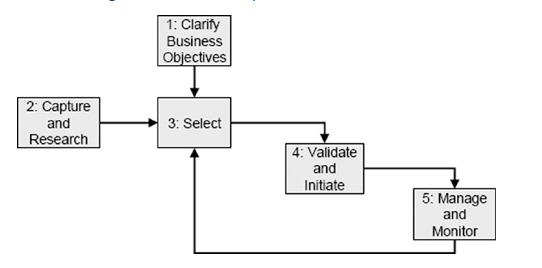 1: Clarify
Business
Objectives
2: Capture
and
Research
3: Select
4: Validate
and
Initiate
5: Manage
and
Monitor